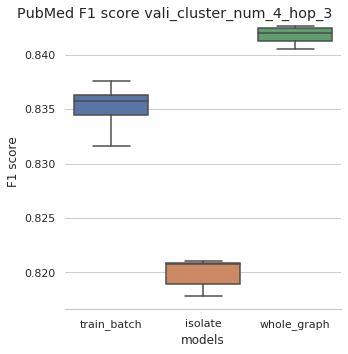 PubMed F1 score vali_cluster_num_4_hop_3
0.840
0.835
0.830
0.825
0.820
F1 score
train_batch isolate whole_graph
models